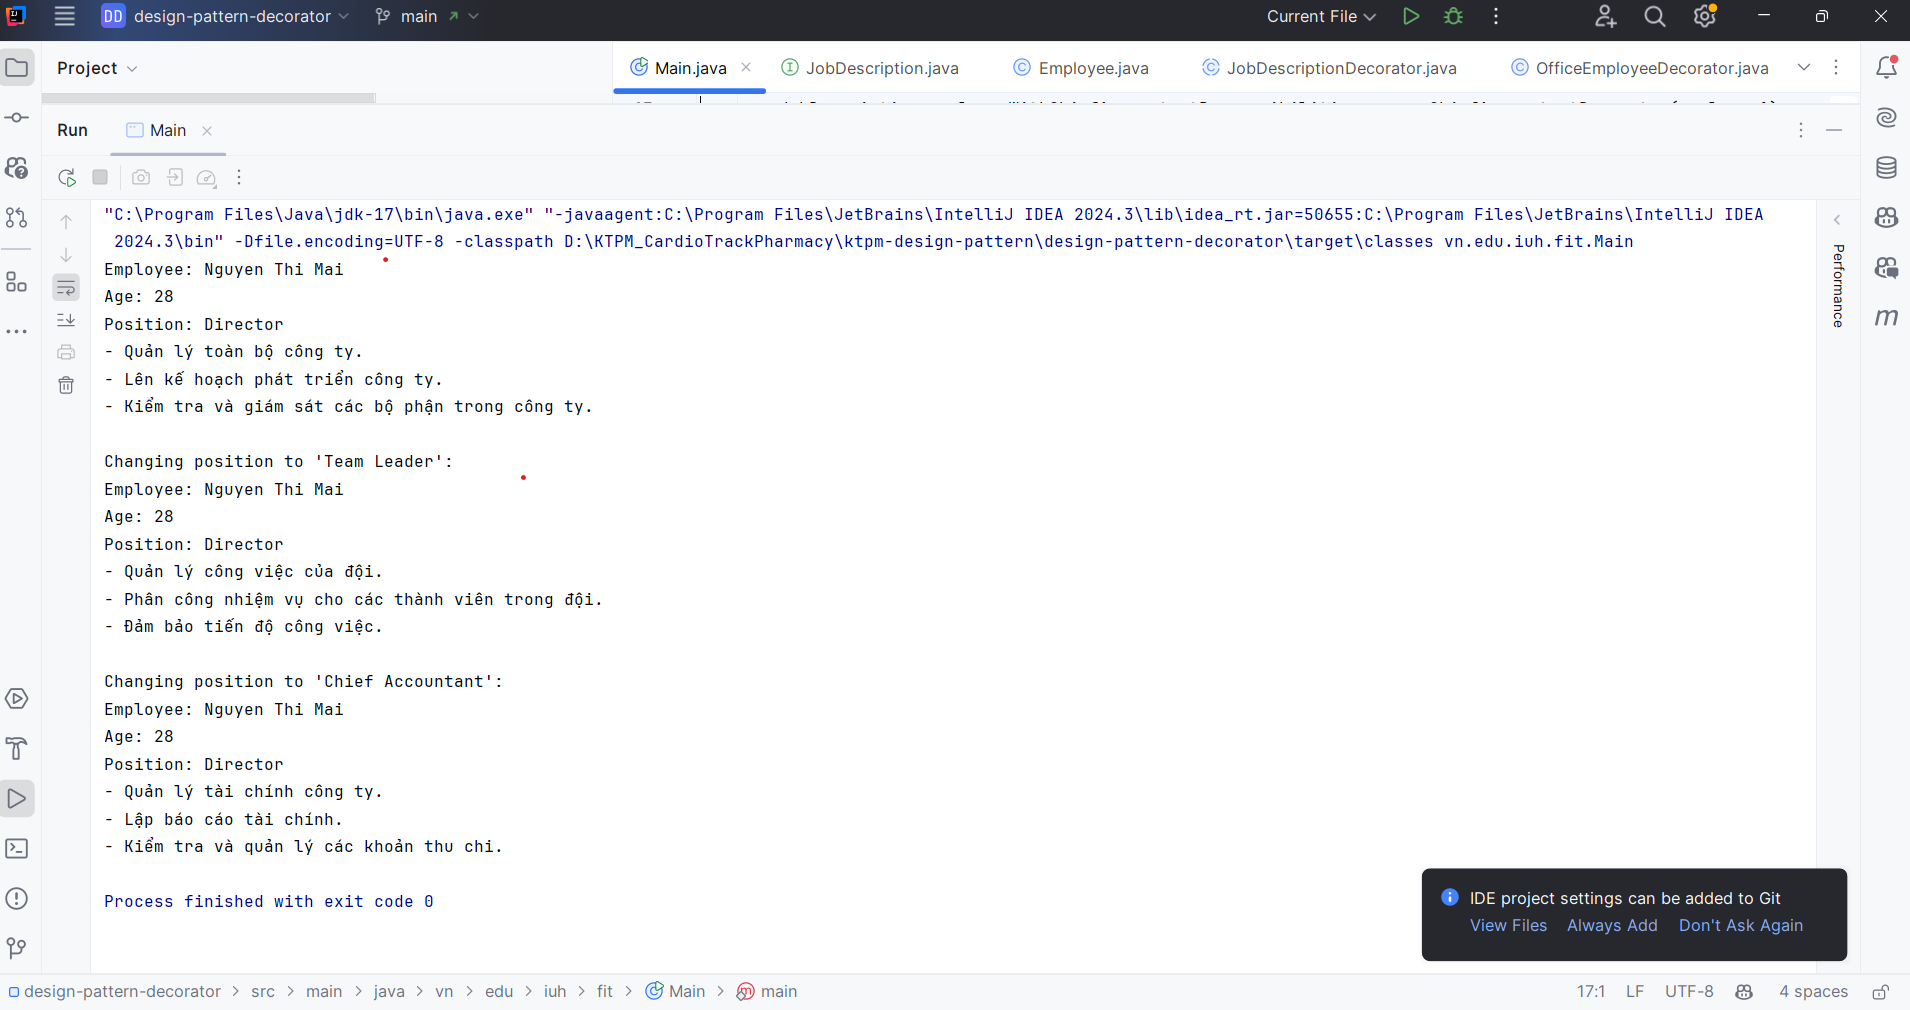 DD design-pattern-decorator main Current File
Project
Main.java JobDescription.java Employee.java JobDescriptionDecorator.java OfficeEmployeeDecorator.java
Run Main
"C:\Program Files\Java\jdk-17\bin\java.exe" "-javaagent:C:\Program Files\JetBrains\IntelliJ IDEA 2024.3\lib\idea_rt.jar=50655:C:\Program Files\JetBrains\IntelliJ IDEA
2024.3\bin" -Dfile.encoding=UTF-8 -classpath D:\KTPM_CardioTrackPharmacy\ktpm-design-pattern\design-pattern-decorator\target\classes vn.edu.iuh.fit.Main
Employee: Nguyen Thi Mai
Age: 28
Position: Director
- Quản lý toàn bộ công ty.
- Lên kế hoạch phát triển công ty.
- Kiểm tra và giám sát các bộ phận trong công ty.
Changing position to 'Team Leader':
Employee: Nguyen Thi Mai
Age: 28
Position: Director
- Quản lý công việc của đội.
- Phân công nhiệm vụ cho các thành viên trong đội.
- Đảm bảo tiến độ công việc.
Changing position to 'Chief Accountant':
Employee: Nguyen Thi Mai
Age: 28
Position: Director
- Quản lý tài chính công ty.
- Lập báo cáo tài chính.
- Kiểm tra và quản lý các khoản thu chi.
Process finished with exit code 0
Performance
IDE project settings can be added to Git
View Files Always Add Don't Ask Again
design-pattern-decorator > src > main > java > vn > edu > iuh > fit > Main > main 17:1 LF UTF-8 4 spaces